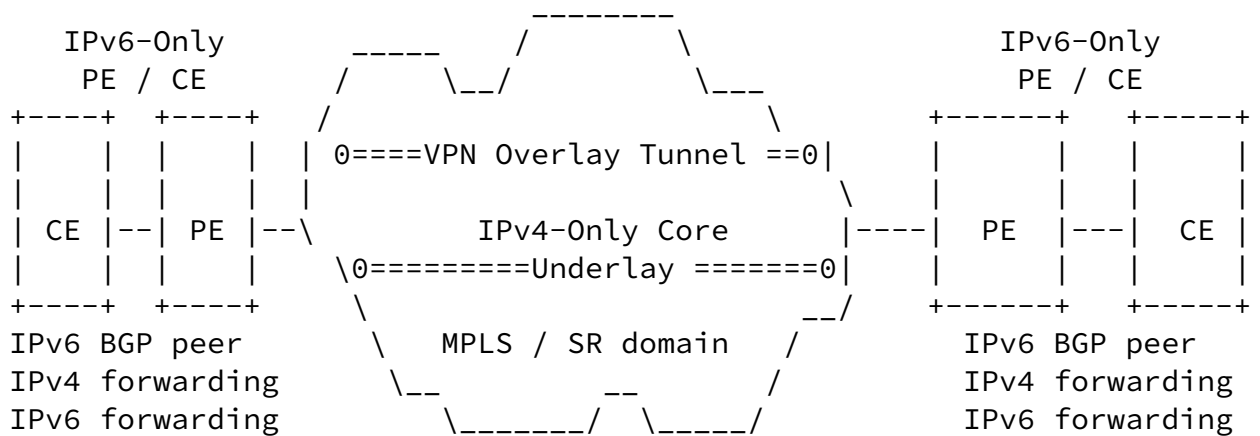 IPv6-Only IPv6-Only
PE / CE PE / CE
0====VPN Overlay Tunnel ==0
CE PE IPv4-Only Core PE CE
0=========Underlay =======0
IPv6 BGP peer MPLS / SR domain IPv6 BGP peer
IPv4 forwarding IPv4 forwarding
IPv6 forwarding IPv6 forwarding